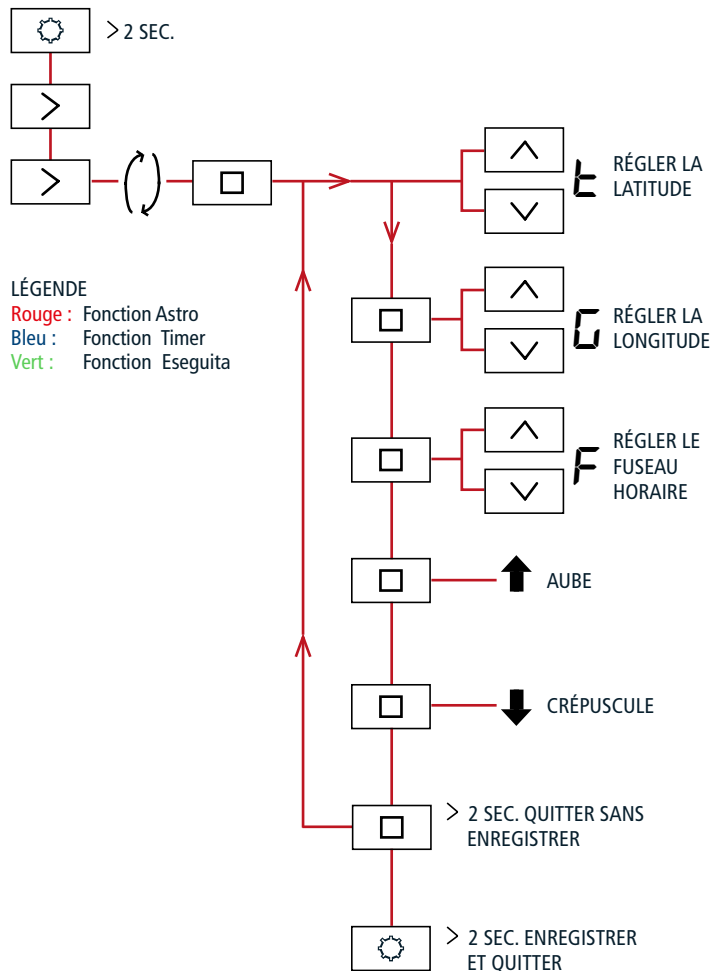 > 2 SEC.
t RÉGLER LA
LATITUDE
LÉGENDE
Rouge : Fonction Astro
Bleu : Fonction Timer
Vert : Fonction Eseguita
G RÉGLER LA
LONGITUDE
F RÉGLER LE
FUSEAU
HORAIRE
AUBE
CRÉPUSCULE
> 2 SEC. QUITTER SANS
ENREGISTRER
> 2 SEC. ENREGISTRER
ET QUITTER